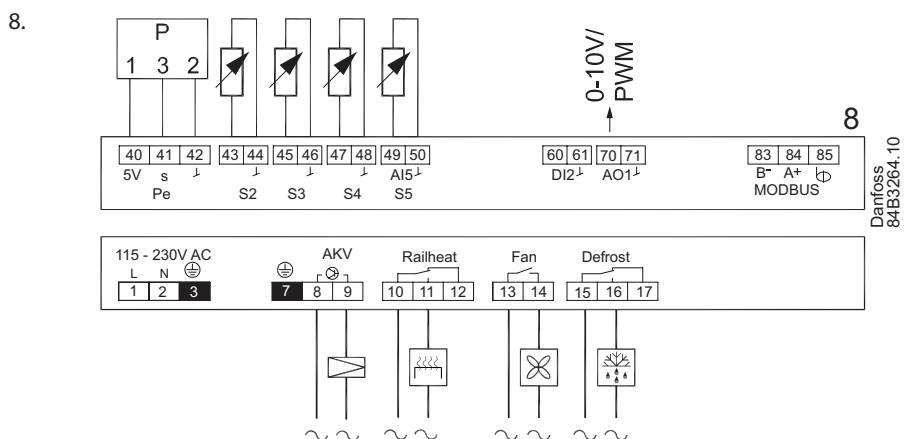 8.
P
1 3 2
0-10V/
PWM
8
40 41 42 43 44 45 46 47 48 49 50 60 61 70 71 83 84 85
5V s AI5 DI2 AO1 B- A+
Pe S2 S3 S4 S5 MODBUS
Danfoss
84B3264.10
115 - 230V AC AKV Railheat Fan Defrost
L N
1 2 3 7 8 9 10 11 12 13 14 15 16 17